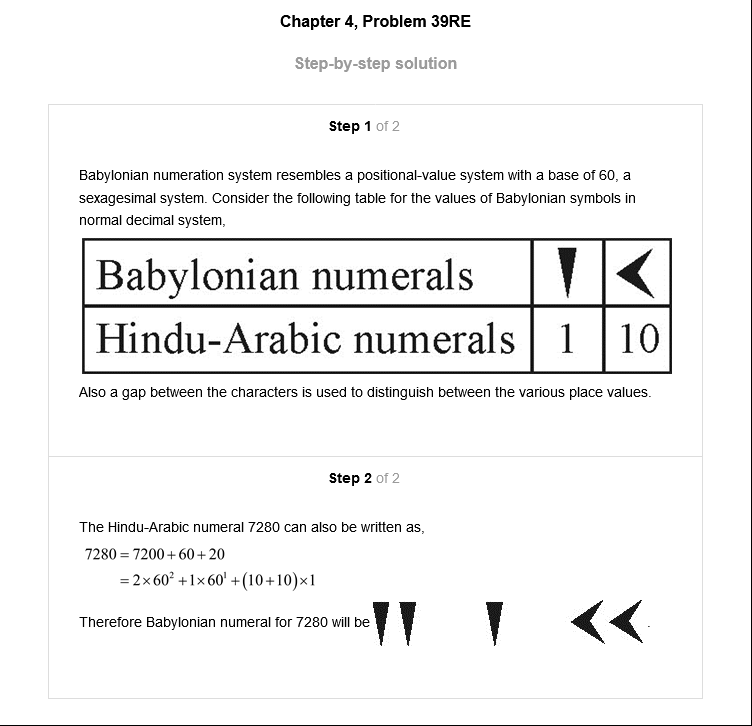 Chapter 4, Problem 39RE
Step-by-step solution
Step 1 of 2
Babylonian numeration system resembles a positional-value system with a base of 60, a
sexagesimal system. Consider the following table for the values of Babylonian symbols in
normal decimal system,
Babylonian numerals 𒁹 𒌋
Hindu-Arabic numerals 1 10
Also a gap between the characters is used to distinguish between the various place values.
Step 2 of 2
The Hindu-Arabic numeral 7280 can also be written as,
7280 = 7200 + 60 + 20
= 2×60² + 1×60¹ + (10+10)×1
Therefore Babylonian numeral for 7280 will be 𒁹𒁹 𒁹 𒌋𒌋.